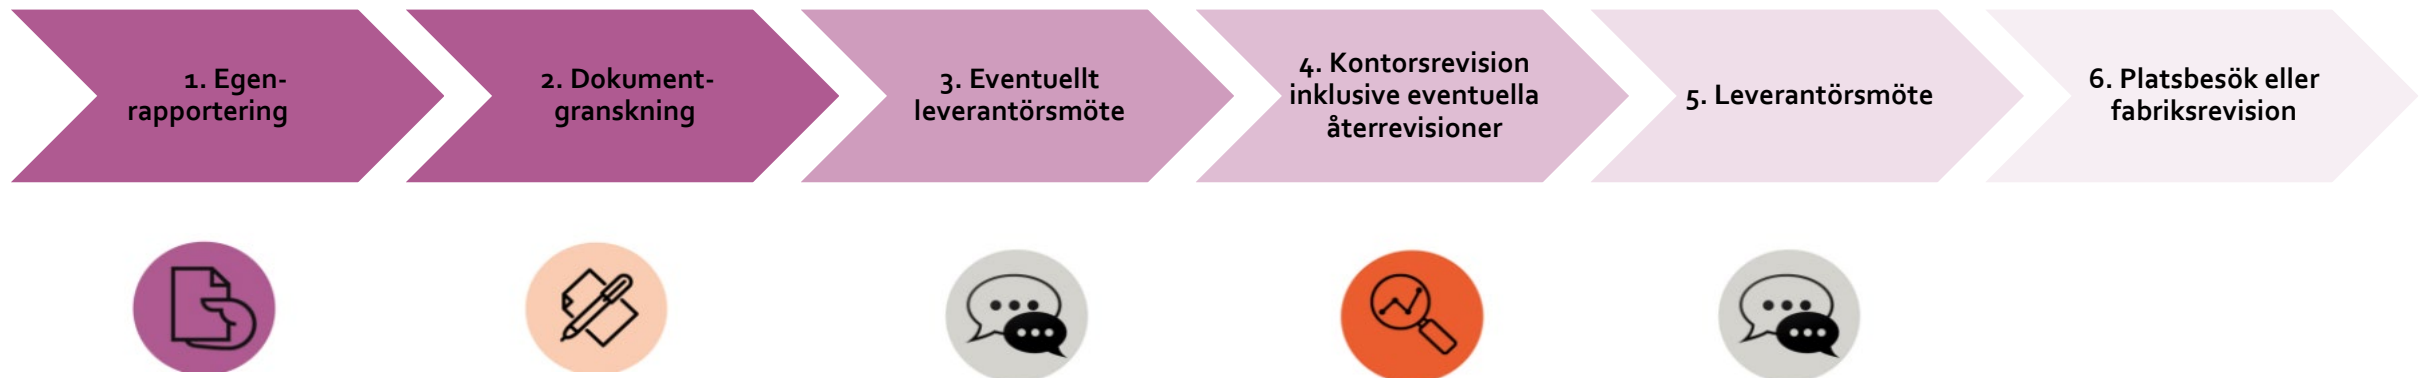 1. Egen-
rapportering
2. Dokument-
granskning
3. Eventuellt
leverantörsmöte
4. Kontorsrevision
inklusive eventuella
återrevisioner
5. Leverantörsmöte
6. Platsbesök eller
fabriksrevision